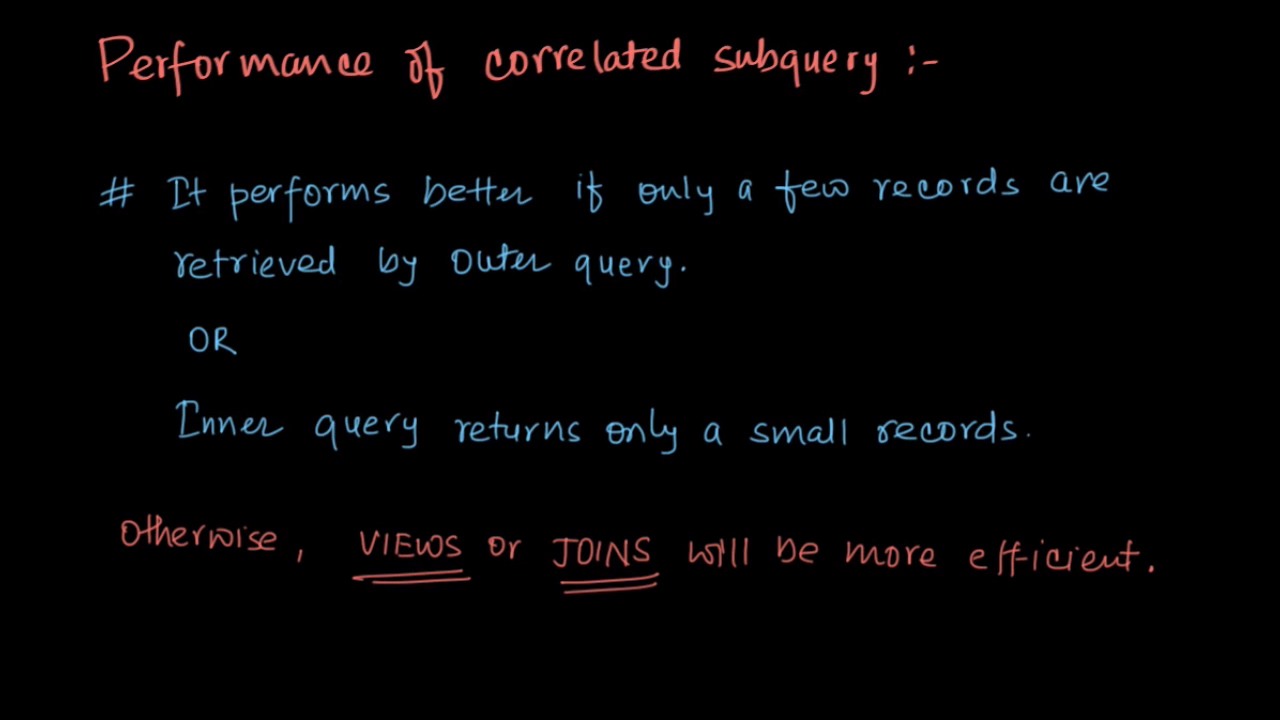 Performance of correlated subquery :-
# It performs better if only a few records are
retrieved by outer query.
OR
Inner query returns only a small records.
Otherwise, VIEWS or JOINS will be more efficient.